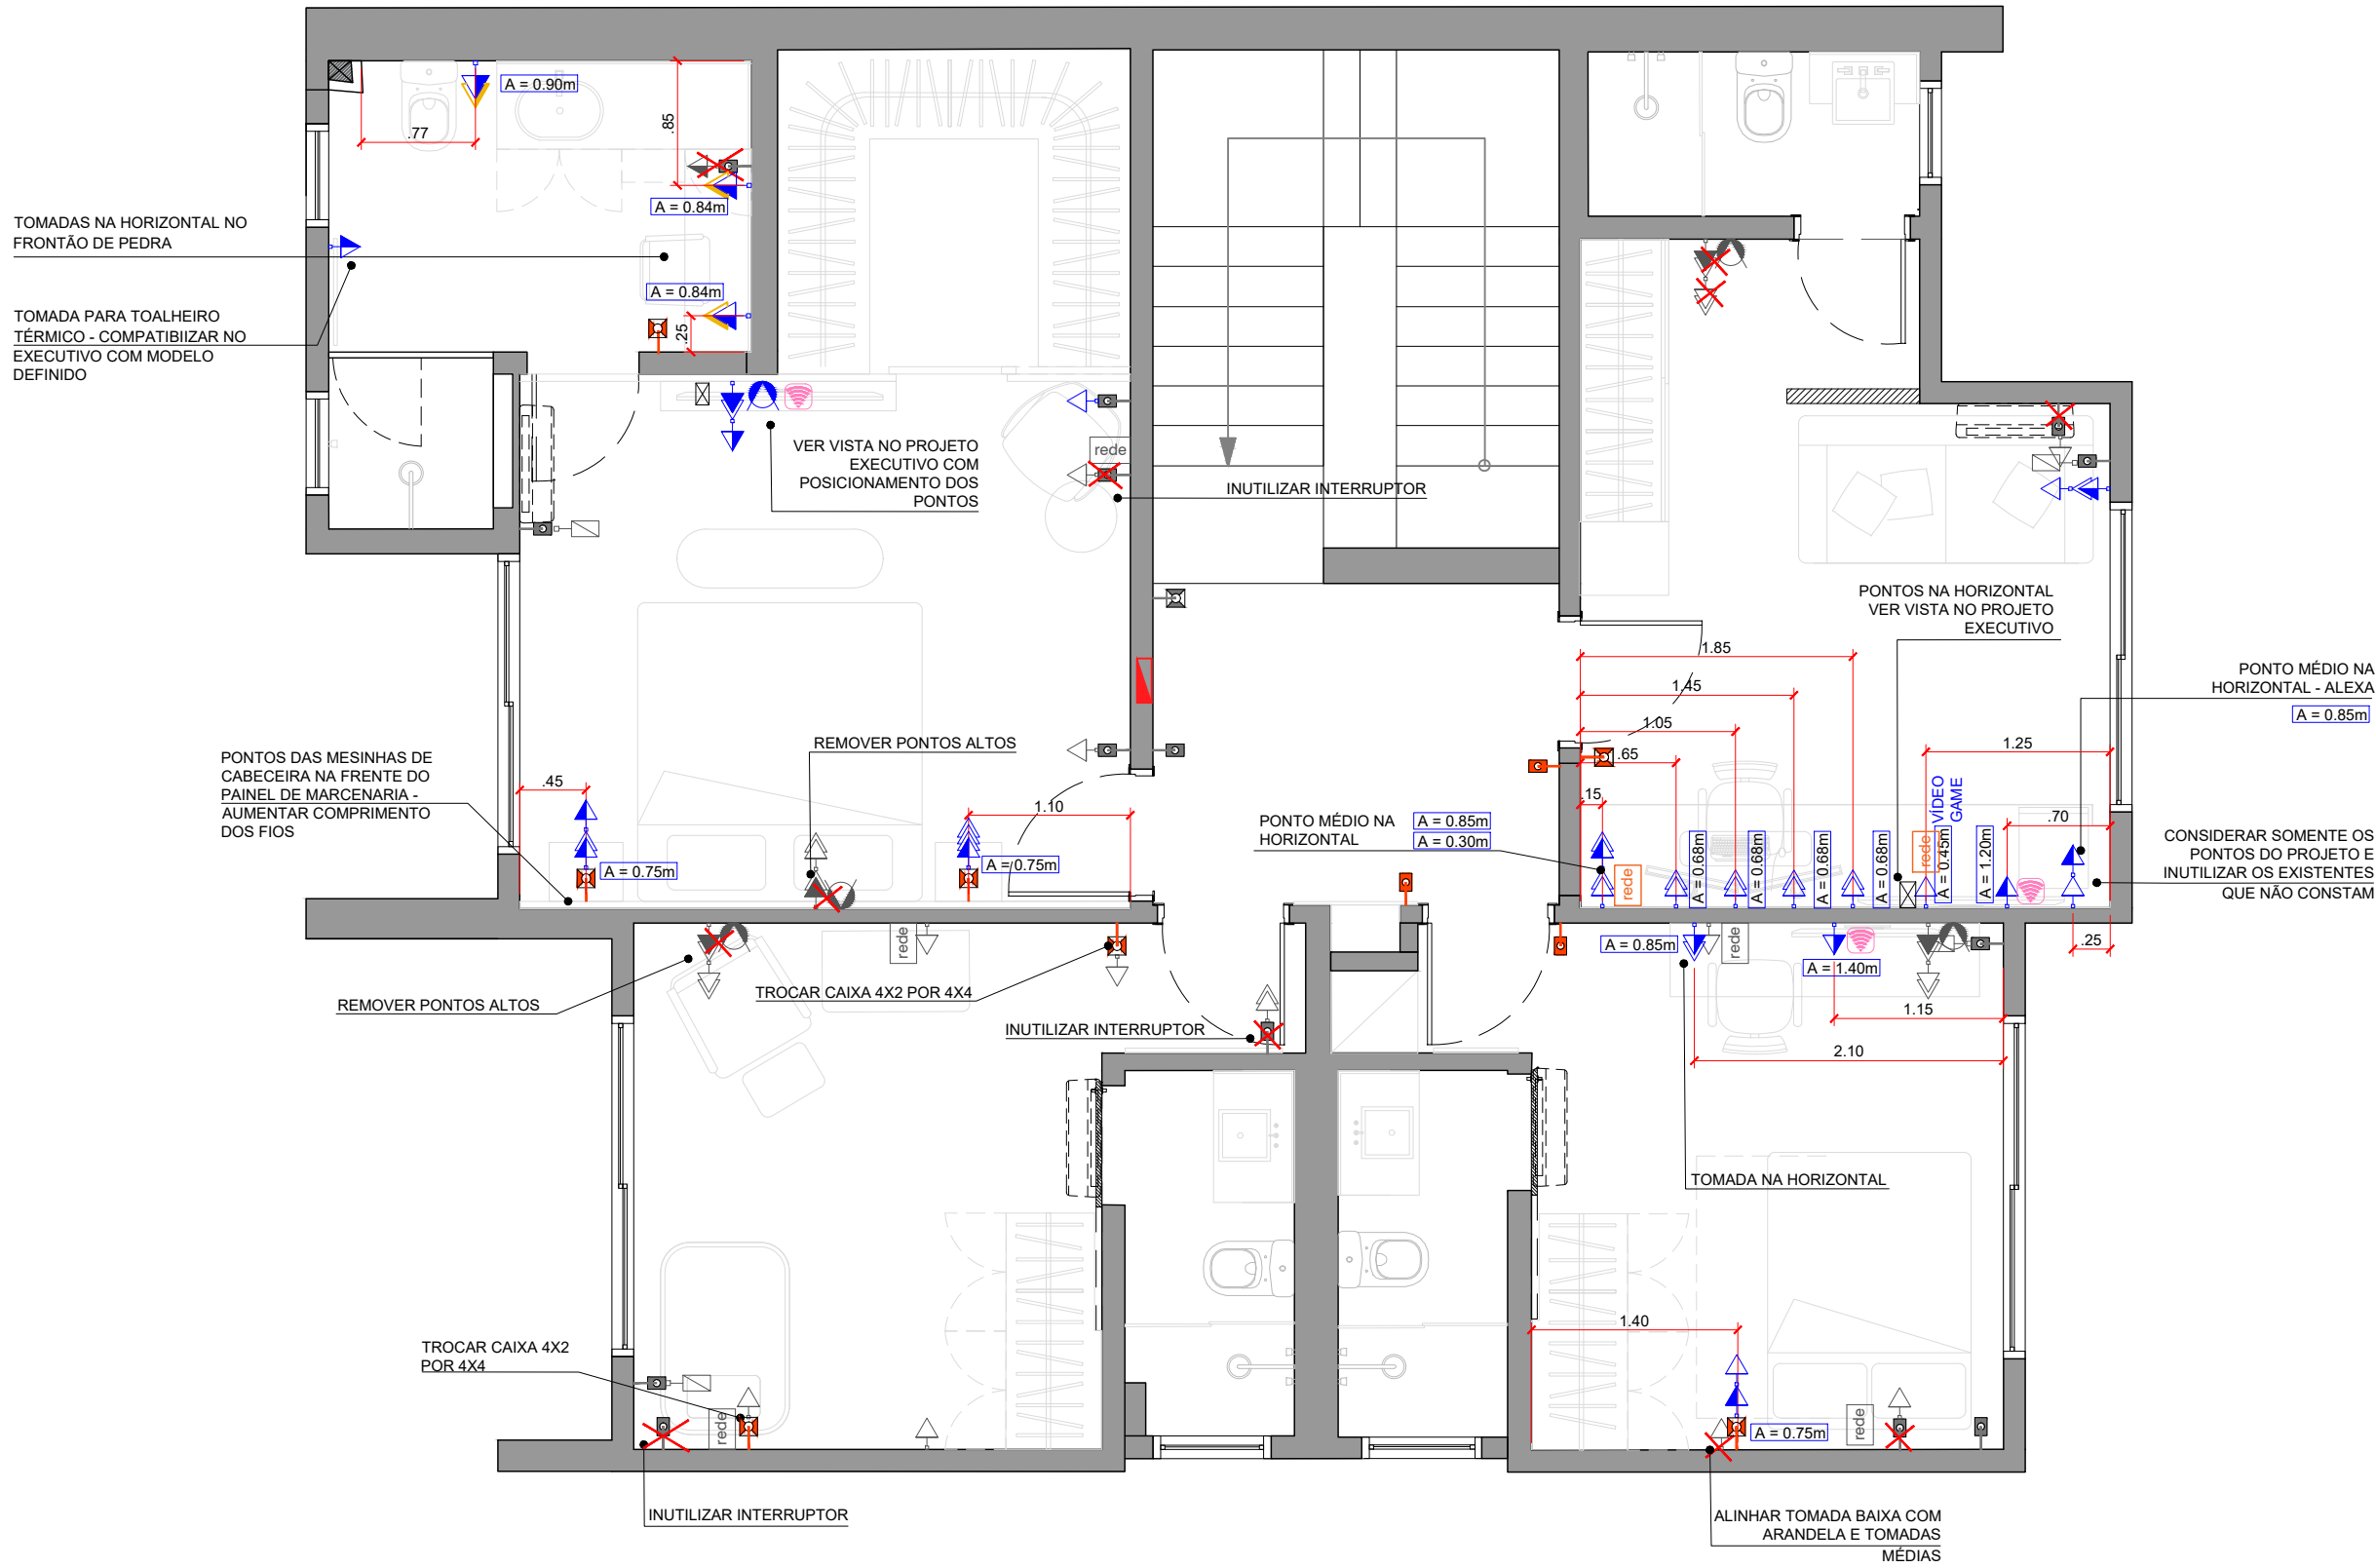 A = 0.90m
.77
.85
A = 0.84m
TOMADAS NA HORIZONTAL NO
FRONTÃO DE PEDRA
A = 0.84m
.25
TOMADA PARA TOALHEIRO
TÉRMICO - COMPATIBIIZAR NO
EXECUTIVO COM MODELO
DEFINIDO
VER VISTA NO PROJETO
EXECUTIVO COM
POSICIONAMENTO DOS
PONTOS
rede
INUTILIZAR INTERRUPTOR
PONTOS NA HORIZONTAL
VER VISTA NO PROJETO
EXECUTIVO
1.85
1.45
1.05
.65
.15
PONTO MÉDIO NA
HORIZONTAL - ALEXA
A = 0.85m
1.25
VÍDEO
GAME
.70
REMOVER PONTOS ALTOS
PONTOS DAS MESINHAS DE
CABECEIRA NA FRENTE DO
PAINEL DE MARCENARIA -
AUMENTAR COMPRIMENTO
DOS FIOS
.45
A = 0.75m
1.10
A = 0.75m
PONTO MÉDIO NA
HORIZONTAL
A = 0.85m
A = 0.30m
rede
A = 0.68m
A = 0.68m
A = 0.68m
A = 0.68m
rede
A = 0.45m
A = 1.20m
CONSIDERAR SOMENTE OS
PONTOS DO PROJETO E
INUTILIZAR OS EXISTENTES
QUE NÃO CONSTAM
.25
rede
A = 0.85m
rede
A = 1.40m
1.15
2.10
REMOVER PONTOS ALTOS
TROCAR CAIXA 4X2 POR 4X4
INUTILIZAR INTERRUPTOR
TOMADA NA HORIZONTAL
1.40
TROCAR CAIXA 4X2
POR 4X4
rede
A = 0.75m
rede
INUTILIZAR INTERRUPTOR
ALINHAR TOMADA BAIXA COM
ARANDELA E TOMADAS
MÉDIAS